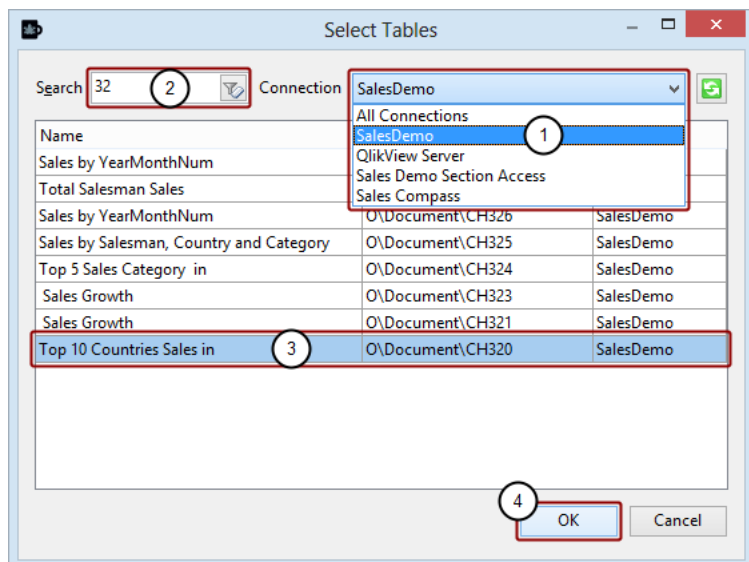 Select Tables
Search 32 2 Connection SalesDemo
All Connections
SalesDemo 1
QlikView Server
Sales Demo Section Access
Sales Compass
Name
Sales by YearMonthNum
Total Salesman Sales
Sales by YearMonthNum O\Document\CH326 SalesDemo
Sales by Salesman, Country and Category O\Document\CH325 SalesDemo
Top 5 Sales Category in O\Document\CH324 SalesDemo
Sales Growth O\Document\CH323 SalesDemo
Sales Growth O\Document\CH321 SalesDemo
Top 10 Countries Sales in 3 O\Document\CH320 SalesDemo
4
OK Cancel